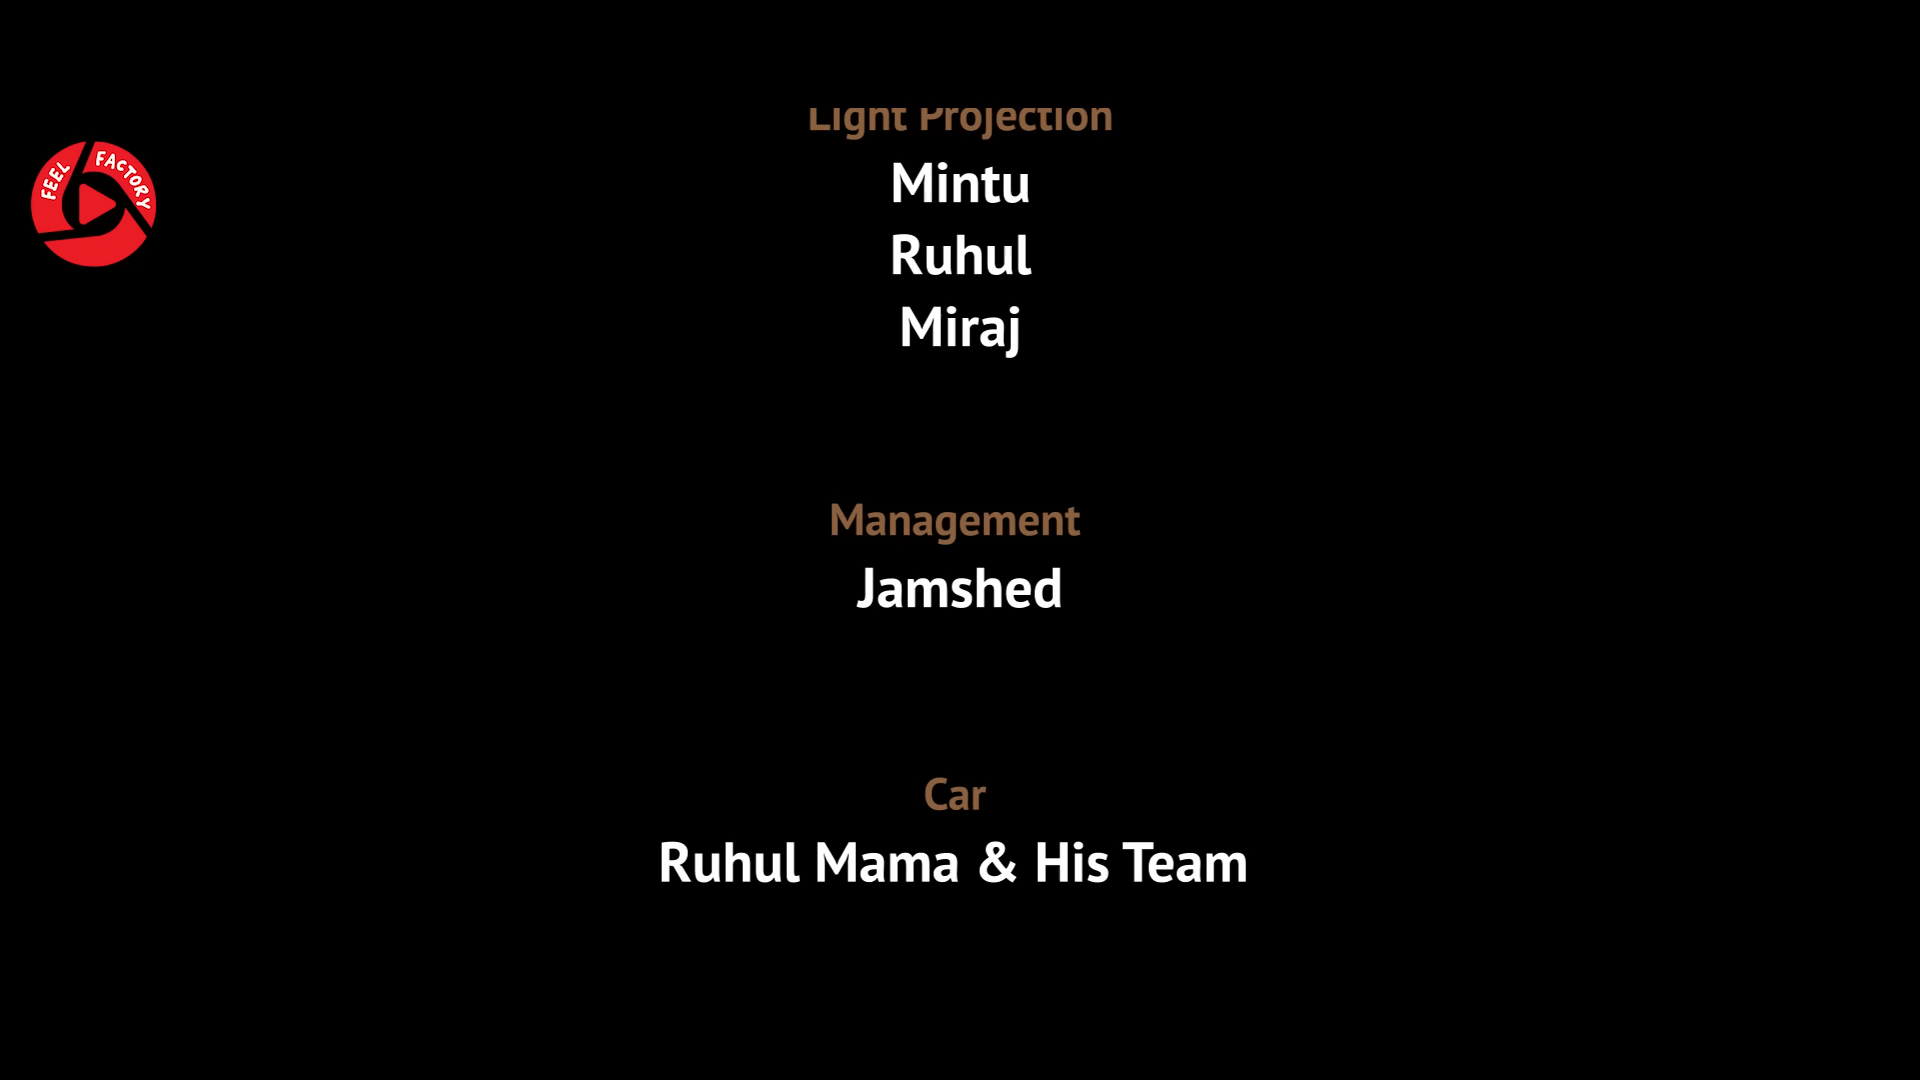 FEEL FACTORY
Light Projection
Mintu
Ruhul
Miraj
Management
Jamshed
Car
Ruhul Mama & His Team